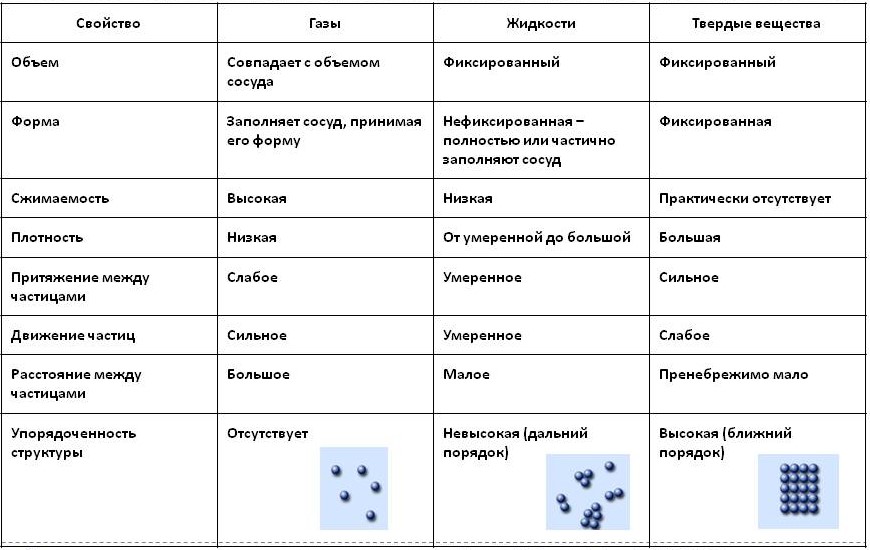 Свойство Газы Жидкости Твердые вещества
Объем Совпадает с объемом Фиксированный Фиксированный
сосуда
Форма Заполняет сосуд, принимая Нефиксированная – Фиксированная
его форму полностью или частично
заполняют сосуд
Сжимаемость Высокая Низкая Практически отсутствует
Плотность Низкая От умеренной до большой Большая
Притяжение между Слабое Умеренное Сильное
частицами
Движение частиц Сильное Умеренное Слабое
Расстояние между Большое Малое Пренебрежимо мало
частицами
Упорядоченность Отсутствует Невысокая (дальний Высокая (ближний
структуры порядок) порядок)